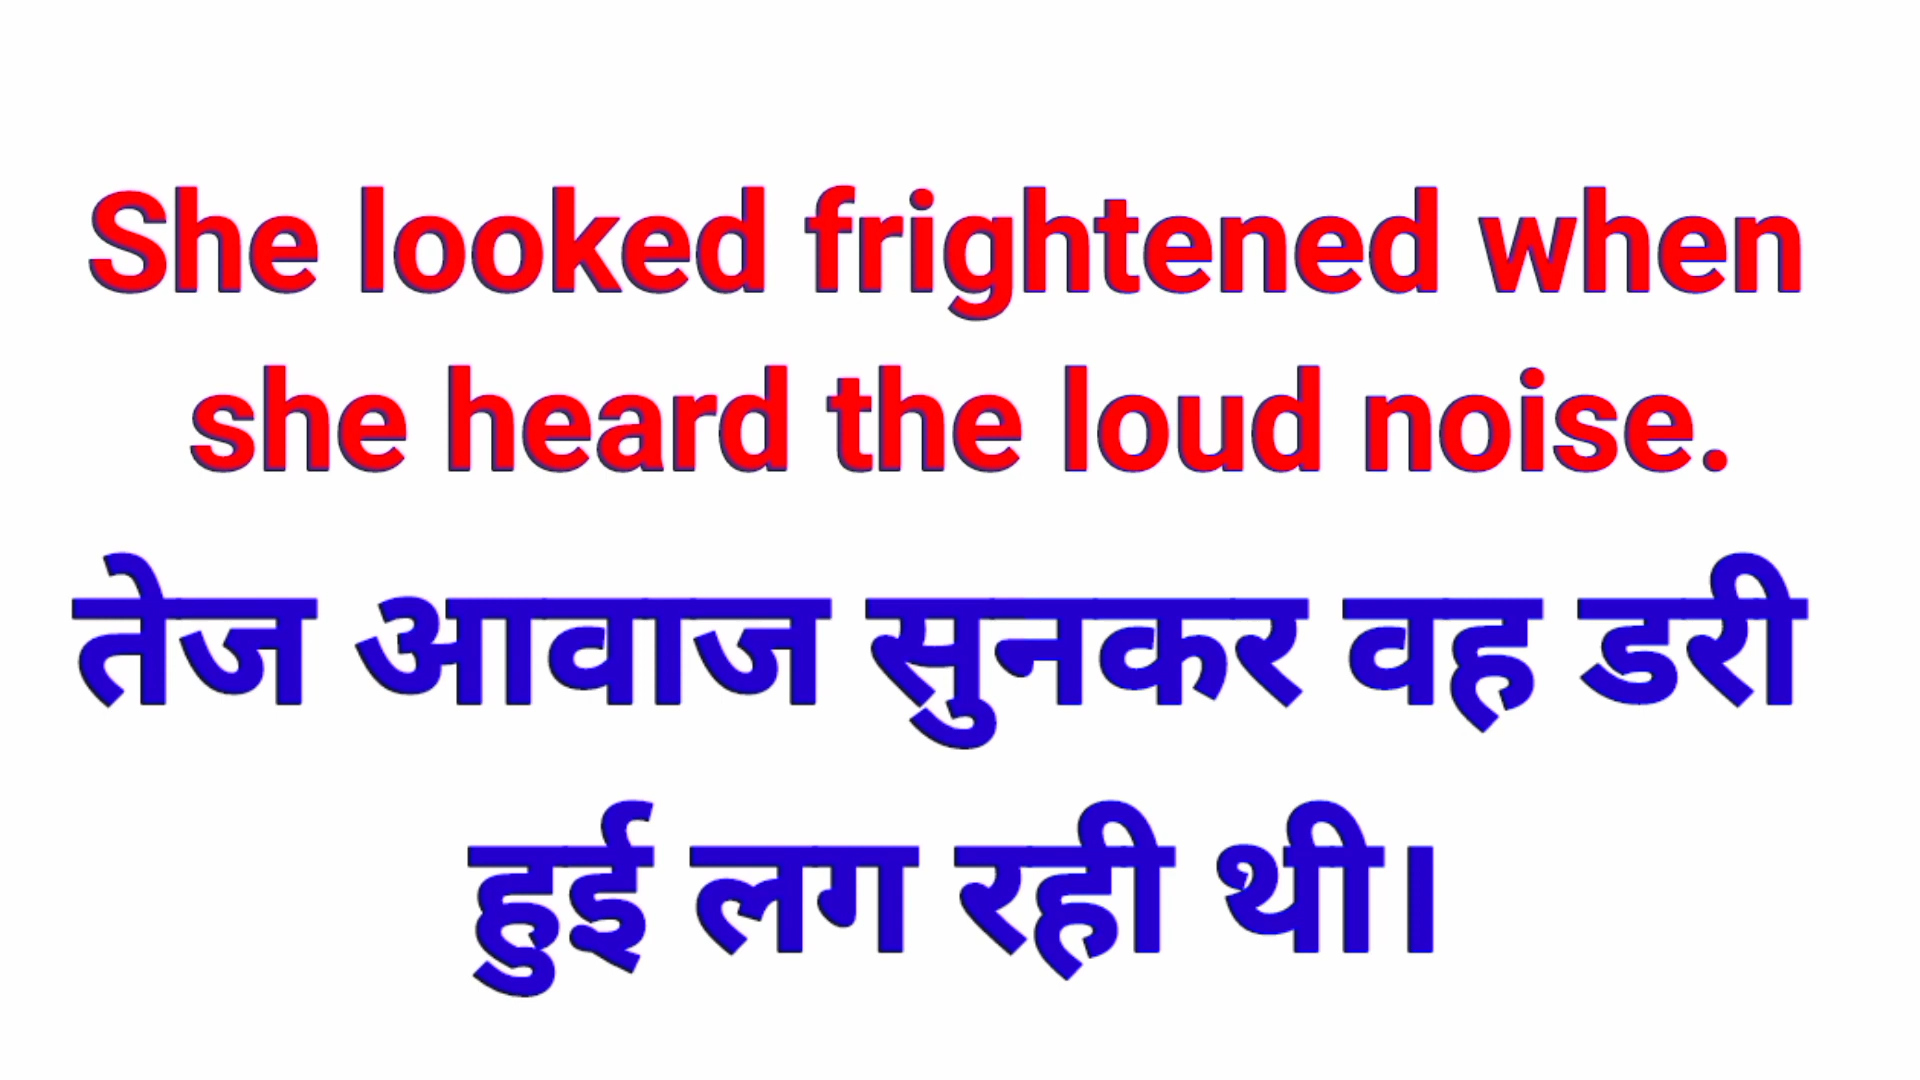 She looked frightened when
she heard the loud noise.
तेज आवाज सुनकर वह डरी
हुई लग रही थी।